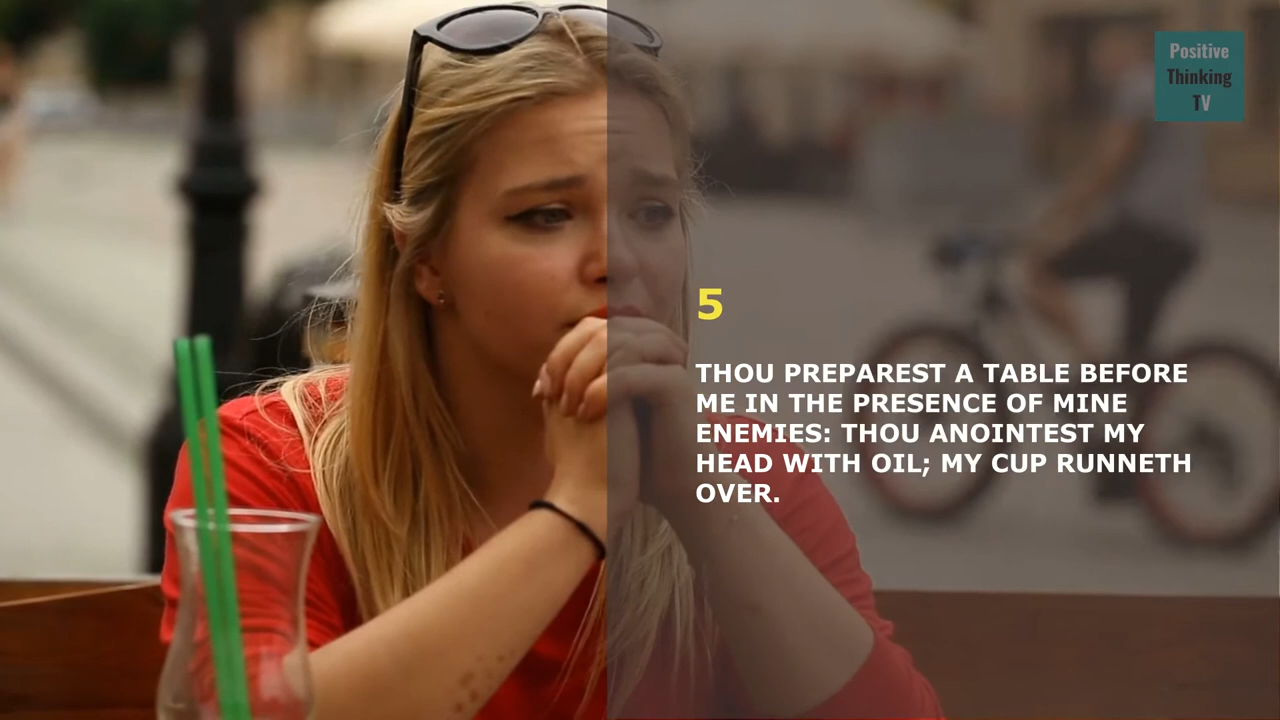 Positive
Thinking
TV
5
THOU PREPAREST A TABLE BEFORE
ME IN THE PRESENCE OF MINE
ENEMIES: THOU ANOINTEST MY
HEAD WITH OIL; MY CUP RUNNETH
OVER.